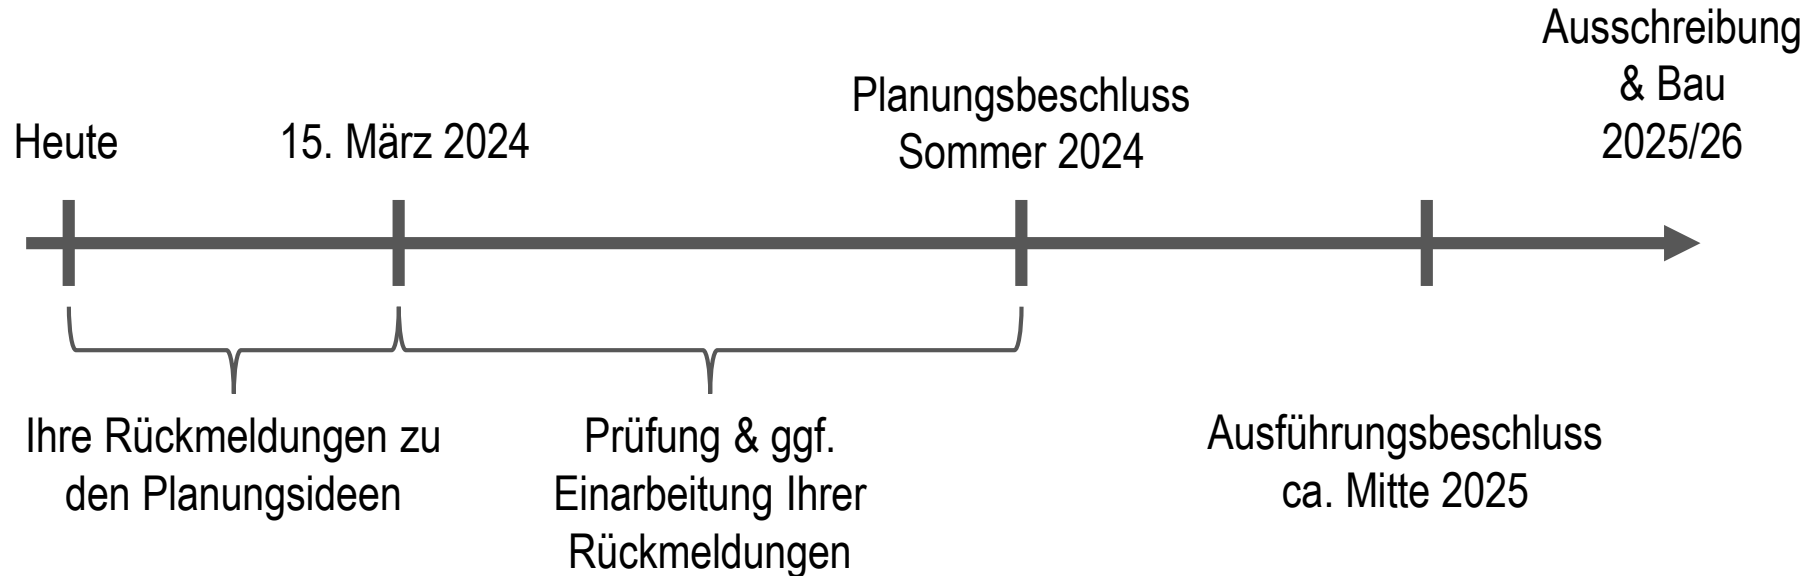 Heute
15. März 2024
Planungsbeschluss
Sommer 2024
Ausschreibung
& Bau
2025/26
Ihre Rückmeldungen zu
den Planungsideen
Prüfung & ggf.
Einarbeitung Ihrer
Rückmeldungen
Ausführungsbeschluss
ca. Mitte 2025